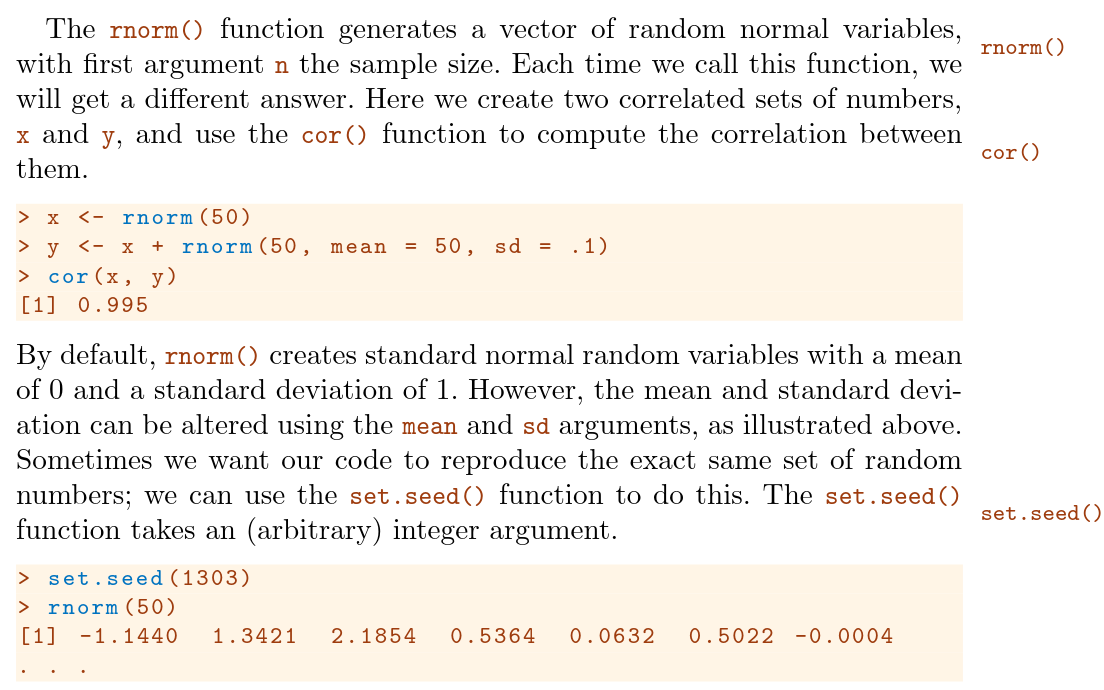 The rnorm() function generates a vector of random normal variables,
rnorm()
with first argument n the sample size. Each time we call this function, we
will get a different answer. Here we create two correlated sets of numbers,
x and y, and use the cor() function to compute the correlation between
cor()
them.
> x <- rnorm(50)
> y <- x + rnorm(50, mean = 50, sd = .1)
> cor(x, y)
[1] 0.995
By default, rnorm() creates standard normal random variables with a mean
of 0 and a standard deviation of 1. However, the mean and standard devi-
ation can be altered using the mean and sd arguments, as illustrated above.
Sometimes we want our code to reproduce the exact same set of random
numbers; we can use the set.seed() function to do this. The set.seed()
set.seed()
function takes an (arbitrary) integer argument.
> set.seed(1303)
> rnorm(50)
[1] -1.1440 1.3421 2.1854 0.5364 0.0632 0.5022 -0.0004
. . .